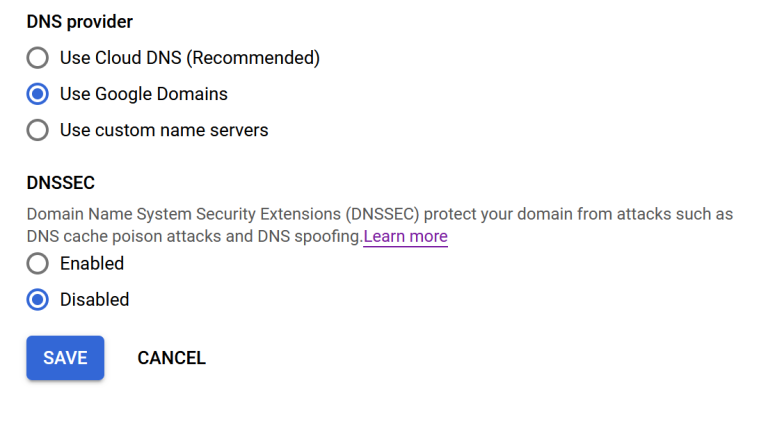 DNS provider
Use Cloud DNS (Recommended)
Use Google Domains
Use custom name servers
DNSSEC
Domain Name System Security Extensions (DNSSEC) protect your domain from attacks such as
DNS cache poison attacks and DNS spoofing.Learn more
Enabled
Disabled
SAVE CANCEL